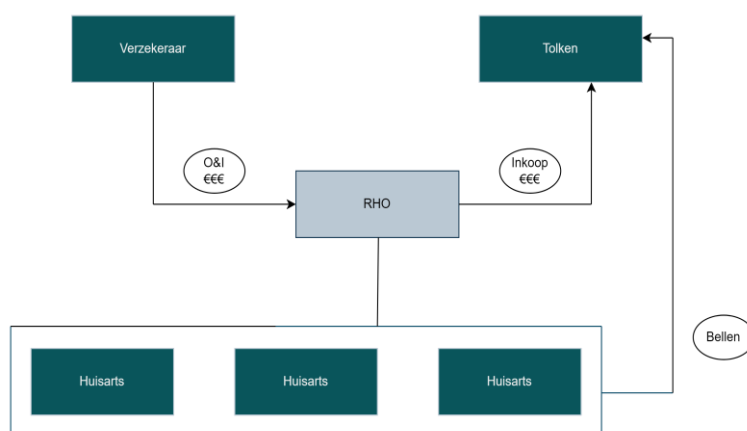 Verzekeraar
Tolken
O&I
€€€
Inkoop
€€€
RHO
Bellen
Huisarts
Huisarts
Huisarts